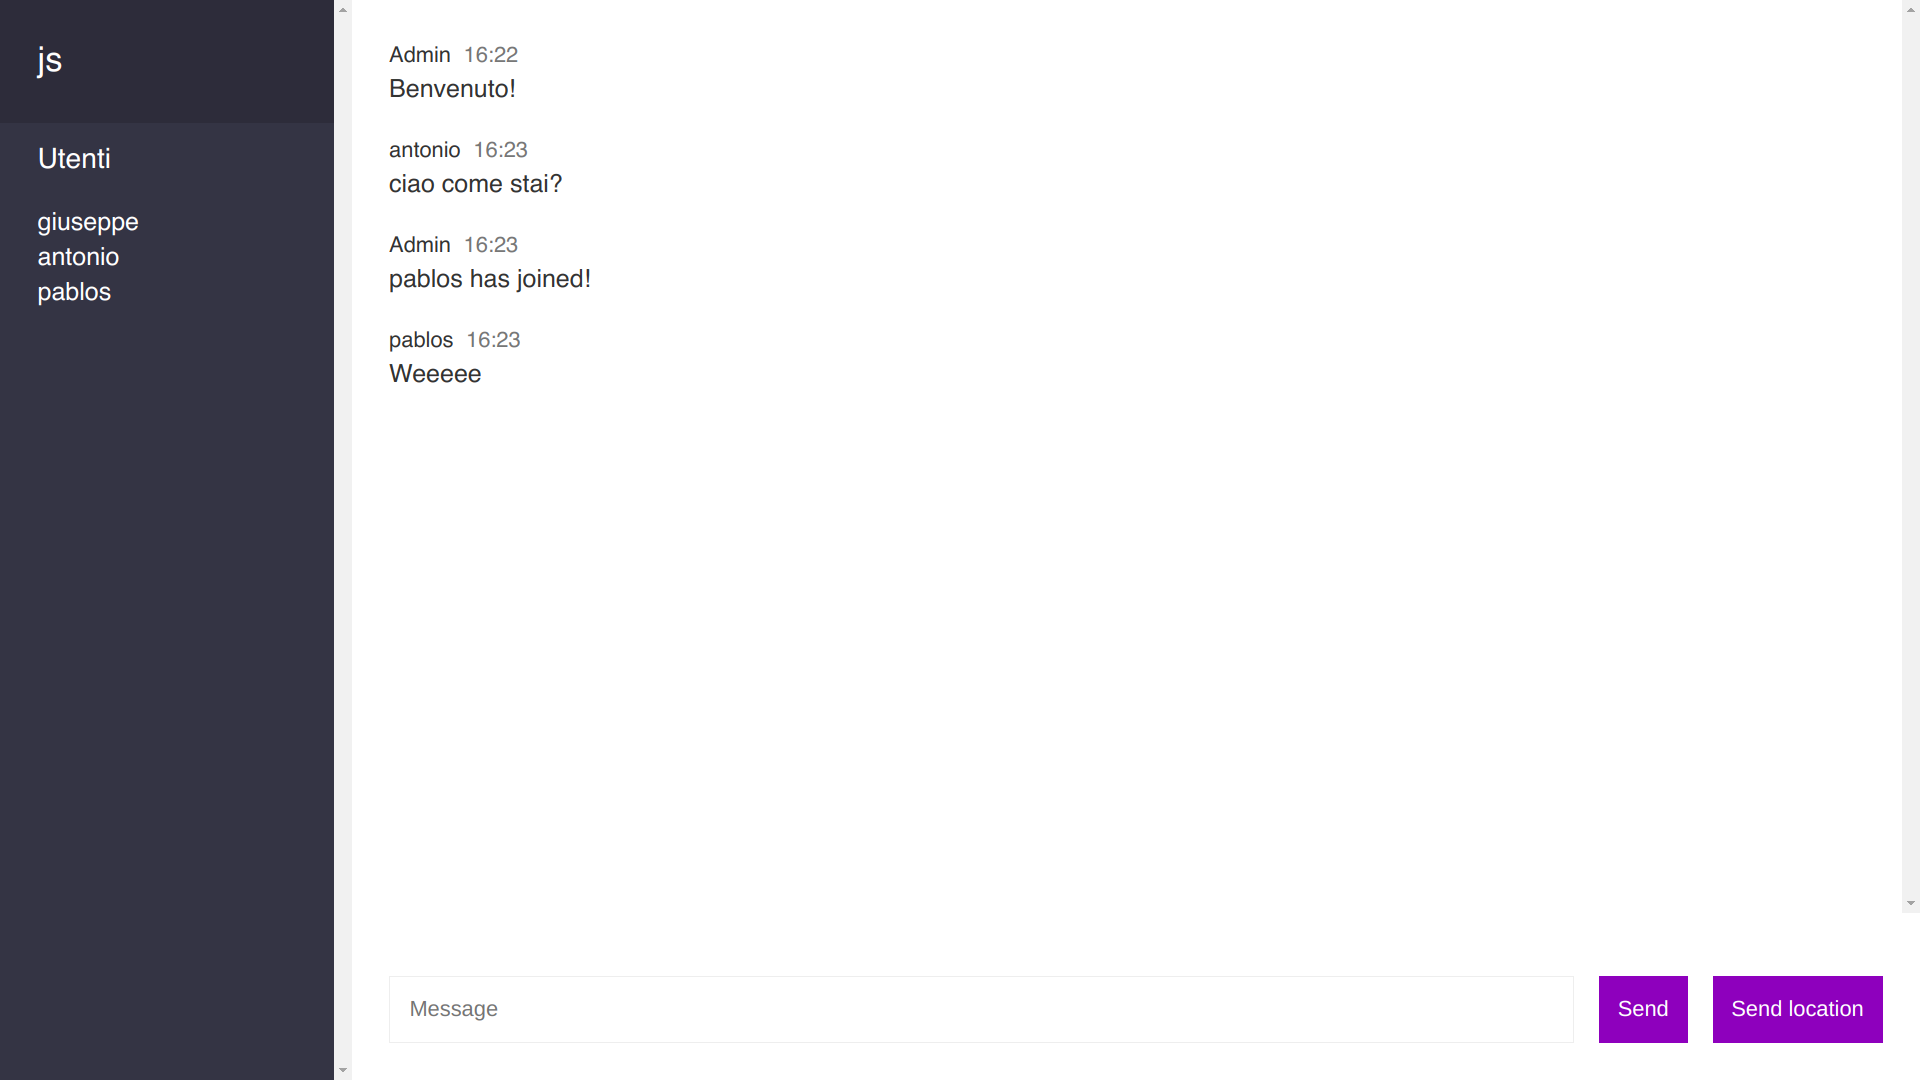 js
Utenti
giuseppe
antonio
pablos
Admin 16:22
Benvenuto!
antonio 16:23
ciao come stai?
Admin 16:23
pablos has joined!
pablos 16:23
Weeeee
Message
Send
Send location